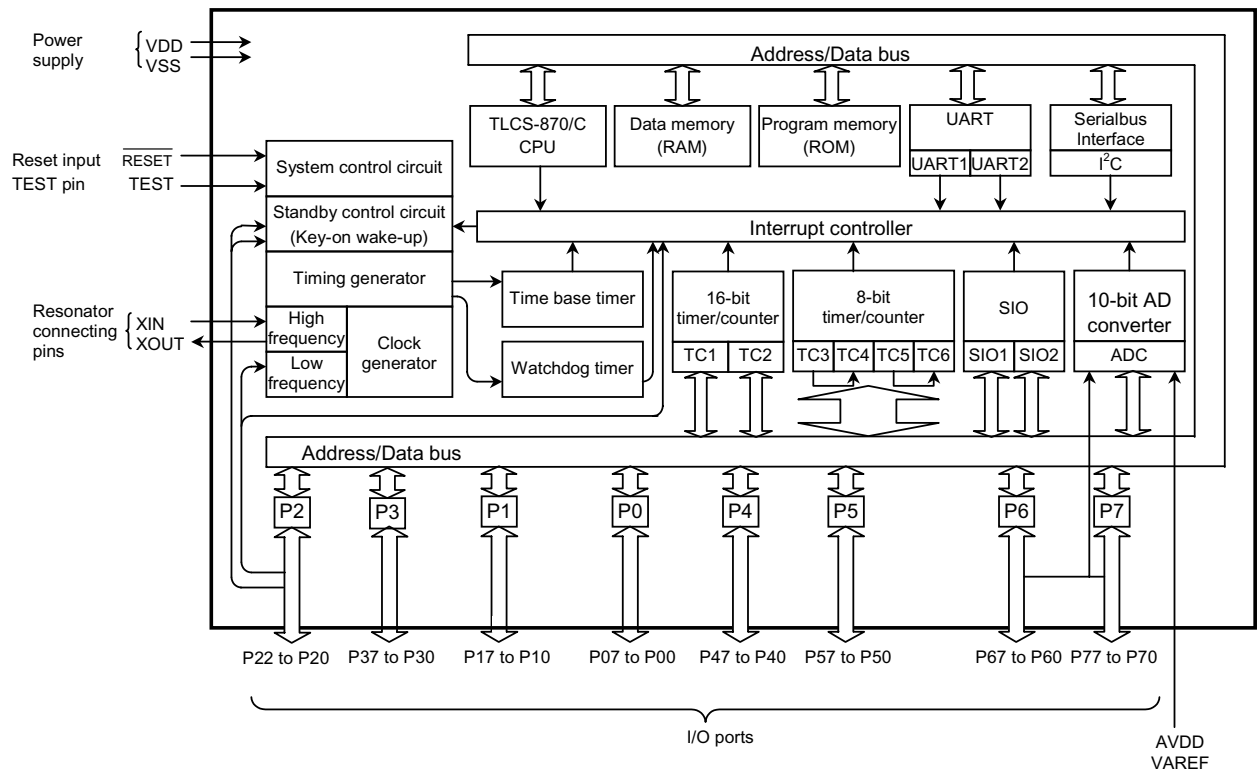 Power
supply
VDD
VSS
Address/Data bus
TLCS-870/C
CPU
Data memory
(RAM)
Program memory
(ROM)
UART
UART1
UART2
Serialbus
Interface
I²C
Reset input
RESET
TEST pin
TEST
System control circuit
Standby control circuit
(Key-on wake-up)
Interrupt controller
Timing generator
Time base timer
16-bit
timer/counter
TC1
TC2
8-bit
timer/counter
TC3
TC4
TC5
TC6
SIO
SIO1
SIO2
10-bit AD
converter
ADC
Resonator
connecting
pins
XIN
XOUT
High
frequency
Low
frequency
Clock
generator
Watchdog timer
Address/Data bus
P2
P3
P1
P0
P4
P5
P6
P7
P22 to P20
P37 to P30
P17 to P10
P07 to P00
P47 to P40
P57 to P50
P67 to P60
P77 to P70
I/O ports
AVDD
VAREF